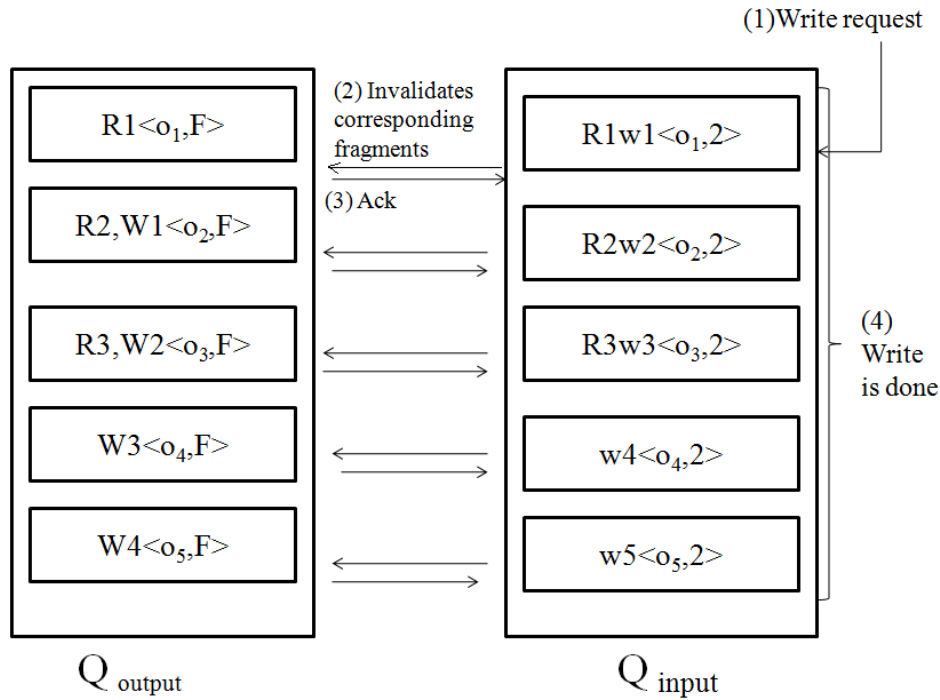 (1)Write request
(2) Invalidates
corresponding
fragments
(3) Ack
R1<o₁,F>
R2,W1<o₂,F>
R3,W2<o₃,F>
W3<o₄,F>
W4<o₅,F>
R1w1<o₁,2>
R2w2<o₂,2>
R3w3<o₃,2>
w4<o₄,2>
w5<o₅,2>
(4)
Write
is done
Q output
Q input